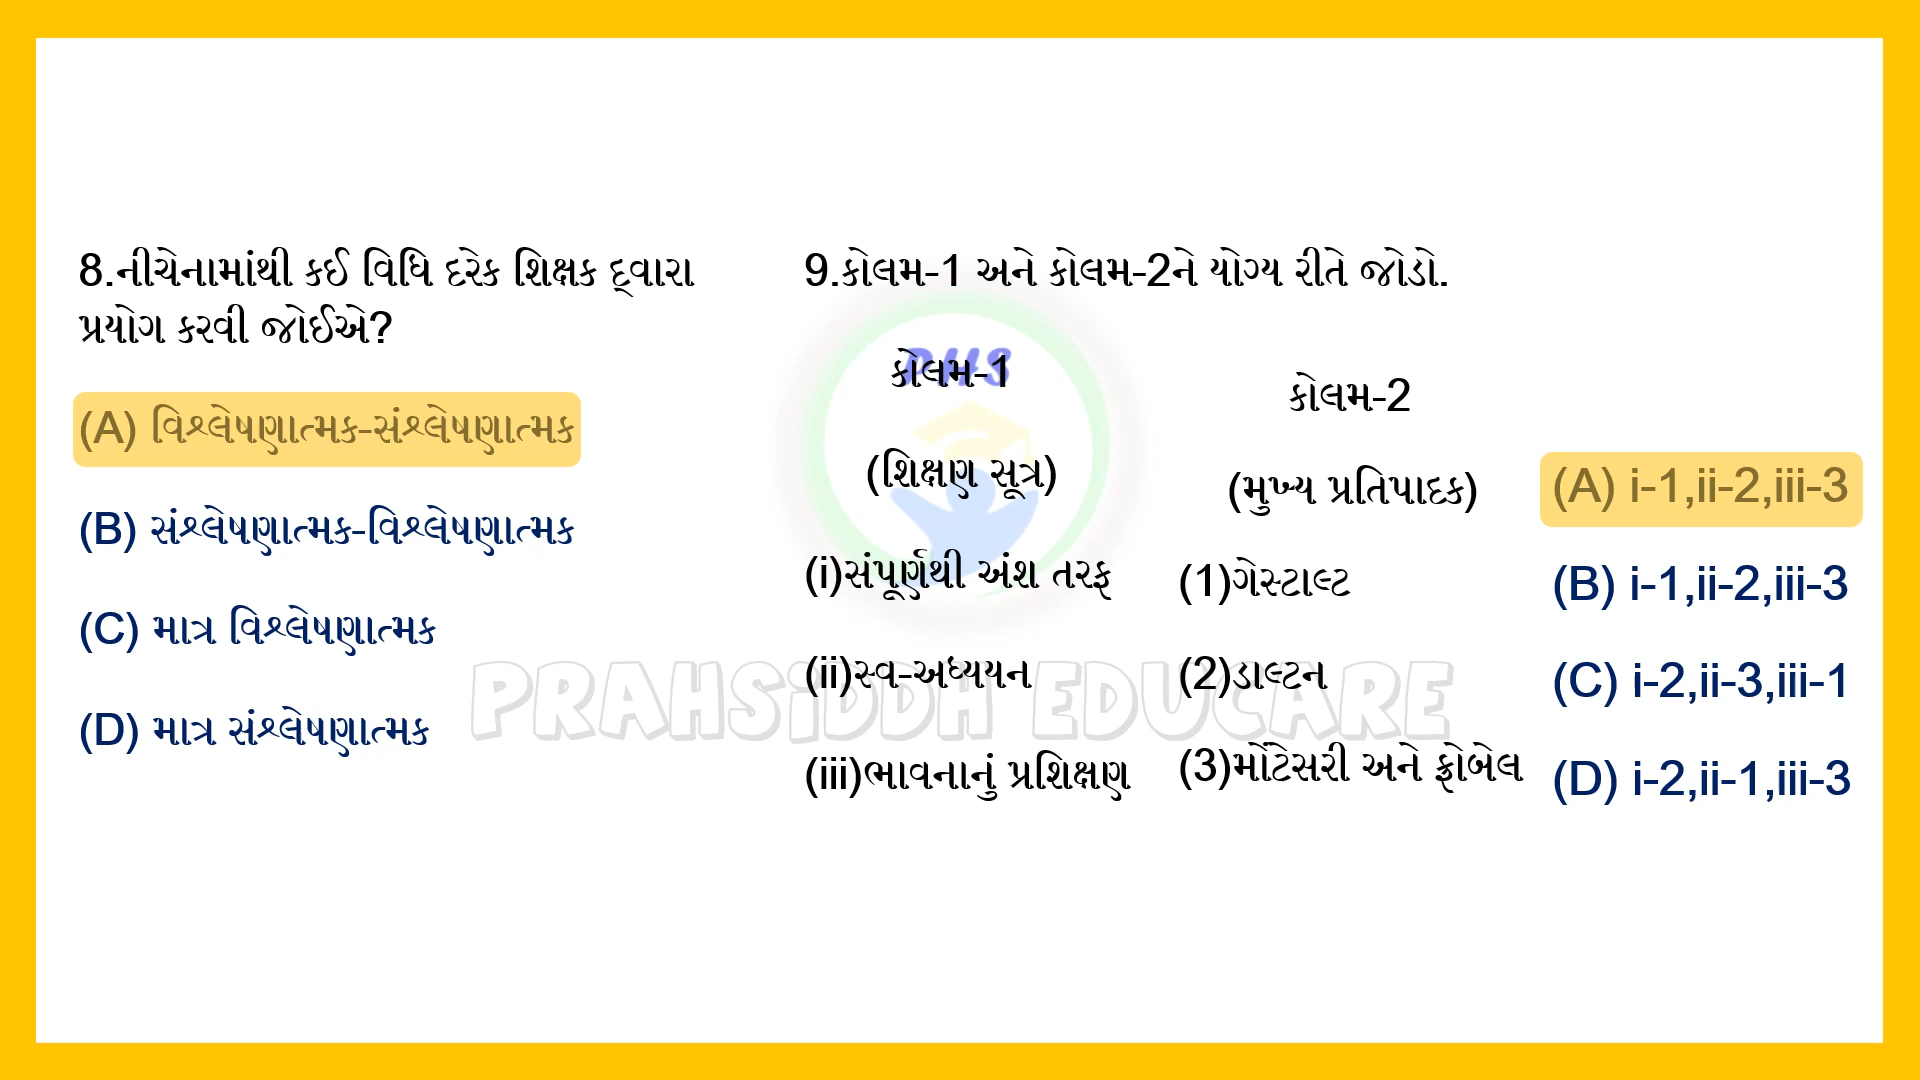 8.નીચેનામાંથી કઈ વિધિ દરેક શિક્ષક દ્વારા
પ્રયોગ કરવી જોઈએ?
(A) વિશ્લેષણાત્મક-સંશ્લેષણાત્મક
(B) સંશ્લેષણાત્મક-વિશ્લેષણાત્મક
(C) માત્ર વિશ્લેષણાત્મક
(D) માત્ર સંશ્લેષણાત્મક
9.કોલમ-1 અને કોલમ-2ને યોગ્ય રીતે જોડો.
PHS
કોલમ-1
(શિક્ષણ સૂત્ર)
(i)સંપૂર્ણથી અંશ તરફ
(ii)સ્વ-અધ્યયન
(iii)ભાવનાનું પ્રશિક્ષણ
કોલમ-2
(મુખ્ય પ્રતિપાદક)
(1)ગેસ્ટાલ્ટ
(2)ડાલ્ટન
(3)મોંટેસરી અને ફ્રોબેલ
(A) i-1,ii-2,iii-3
(B) i-1,ii-2,iii-3
(C) i-2,ii-3,iii-1
(D) i-2,ii-1,iii-3
PRAHSiDDH EDUCARE